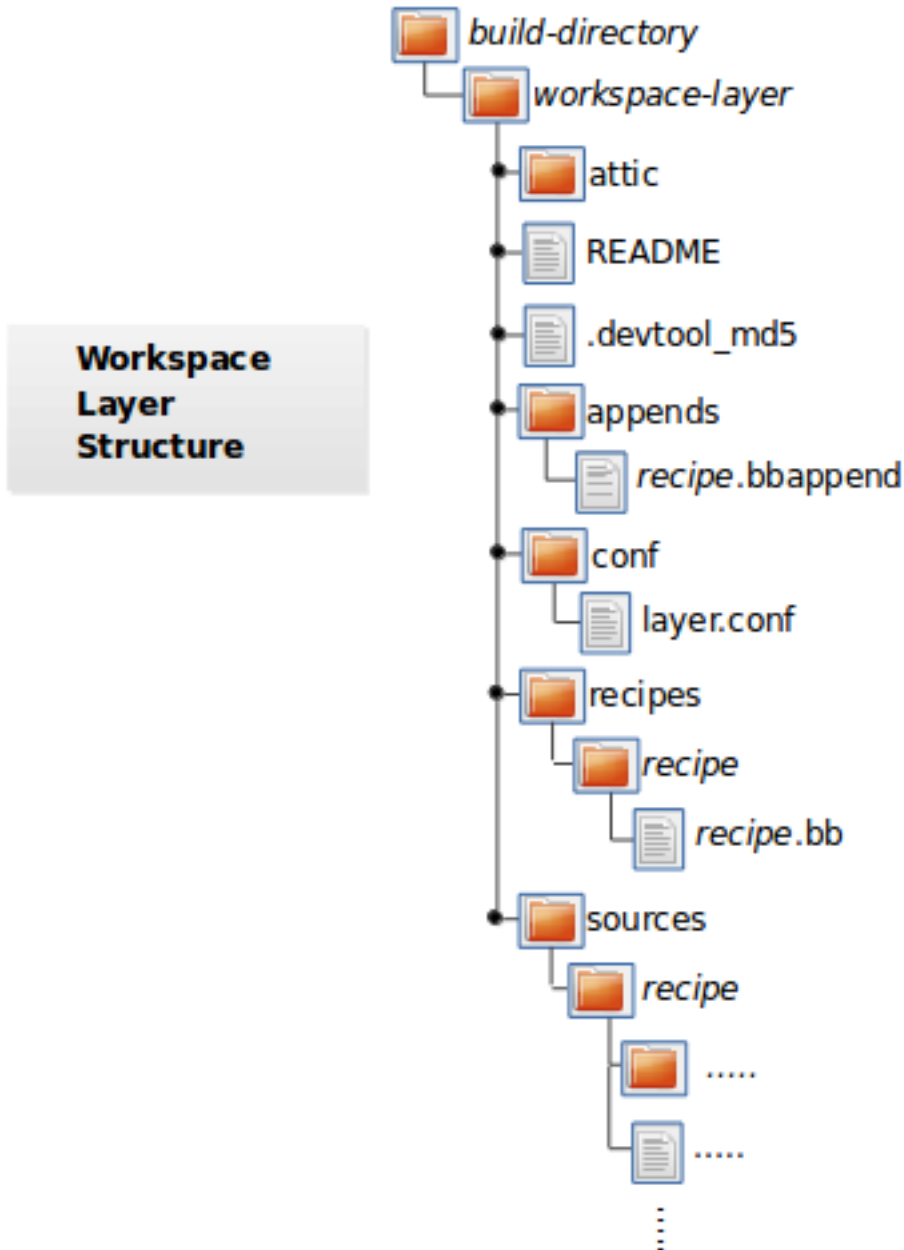 build-directory
workspace-layer
attic
README
.devtool_md5
Workspace
Layer
Structure
appends
recipe.bbappend
conf
layer.conf
recipes
recipe
recipe.bb
sources
recipe
.....
.....